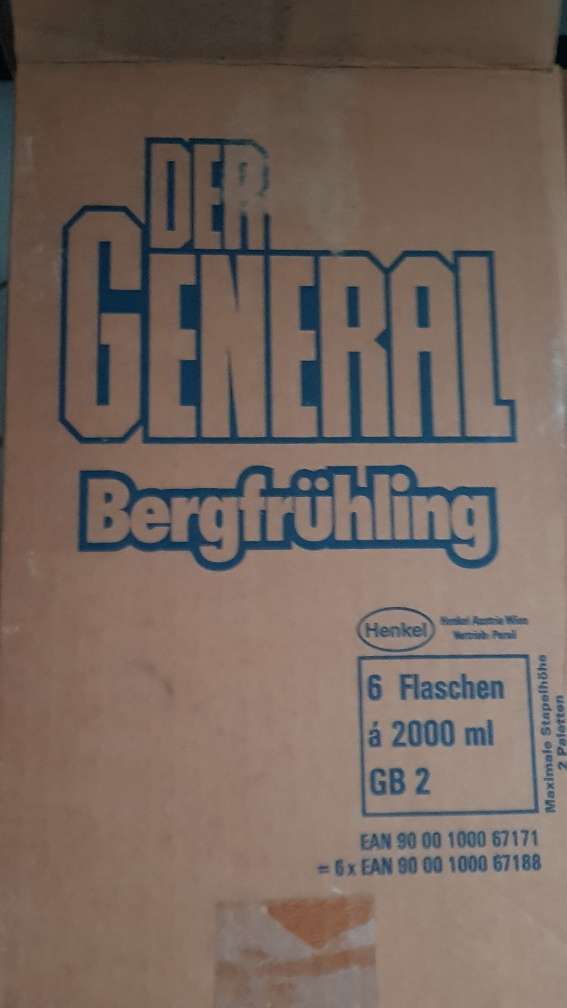 DER
GENERAL
Bergfrühling
Henkel
Henkel Austria Wien
Vertrieb: Persil
6 Flaschen
á 2000 ml
GB 2
Maximale Stapelhöhe
2 Paletten
EAN 90 00 1000 67171
= 6 x EAN 90 00 1000 67188